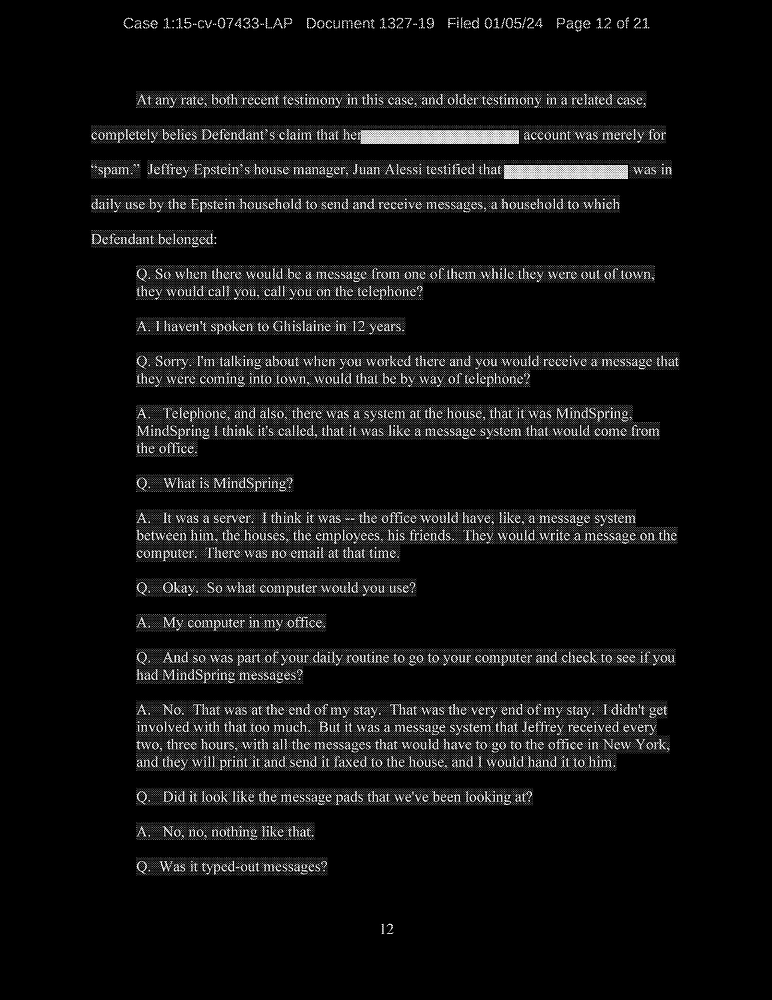 Case 1:15-cv-07433-LAP Document 1327-19 Filed 01/05/24 Page 12 of 21
At any rate, both recent testimony in this case, and older testimony in a related case,
completely belies Defendant's claim that her account was merely for
“spam.” Jeffrey Epstein's house manager, Juan Alessi testified that was in
daily use by the Epstein household to send and receive messages, a household to which
Defendant belonged:
Q. So when there would be a message from one of them while they were out of town,
they would call you, call you on the telephone?
A. I haven't spoken to Ghislaine in 12 years.
Q. Sorry. I'm talking about when you worked there and you would receive a message that
they were coming into town, would that be by way of telephone?
A. Telephone, and also, there was a system at the house, that it was MindSpring,
MindSpring I think it's called, that it was like a message system that would come from
the office.
Q. What is MindSpring?
A. It was a server. I think it was -- the office would have, like, a message system
between him, the houses, the employees, his friends. They would write a message on the
computer. There was no email at that time.
Q. Okay. So what computer would you use?
A. My computer in my office.
Q. And so was part of your daily routine to go to your computer and check to see if you
had MindSpring messages?
A. No. That was at the end of my stay. That was the very end of my stay. I didn't get
involved with that too much. But it was a message system that Jeffrey received every
two, three hours, with all the messages that would have to go to the office in New York,
and they will print it and send it faxed to the house, and I would hand it to him.
Q. Did it look like the message pads that we've been looking at?
A. No, no, nothing like that.
Q. Was it typed-out messages?
12